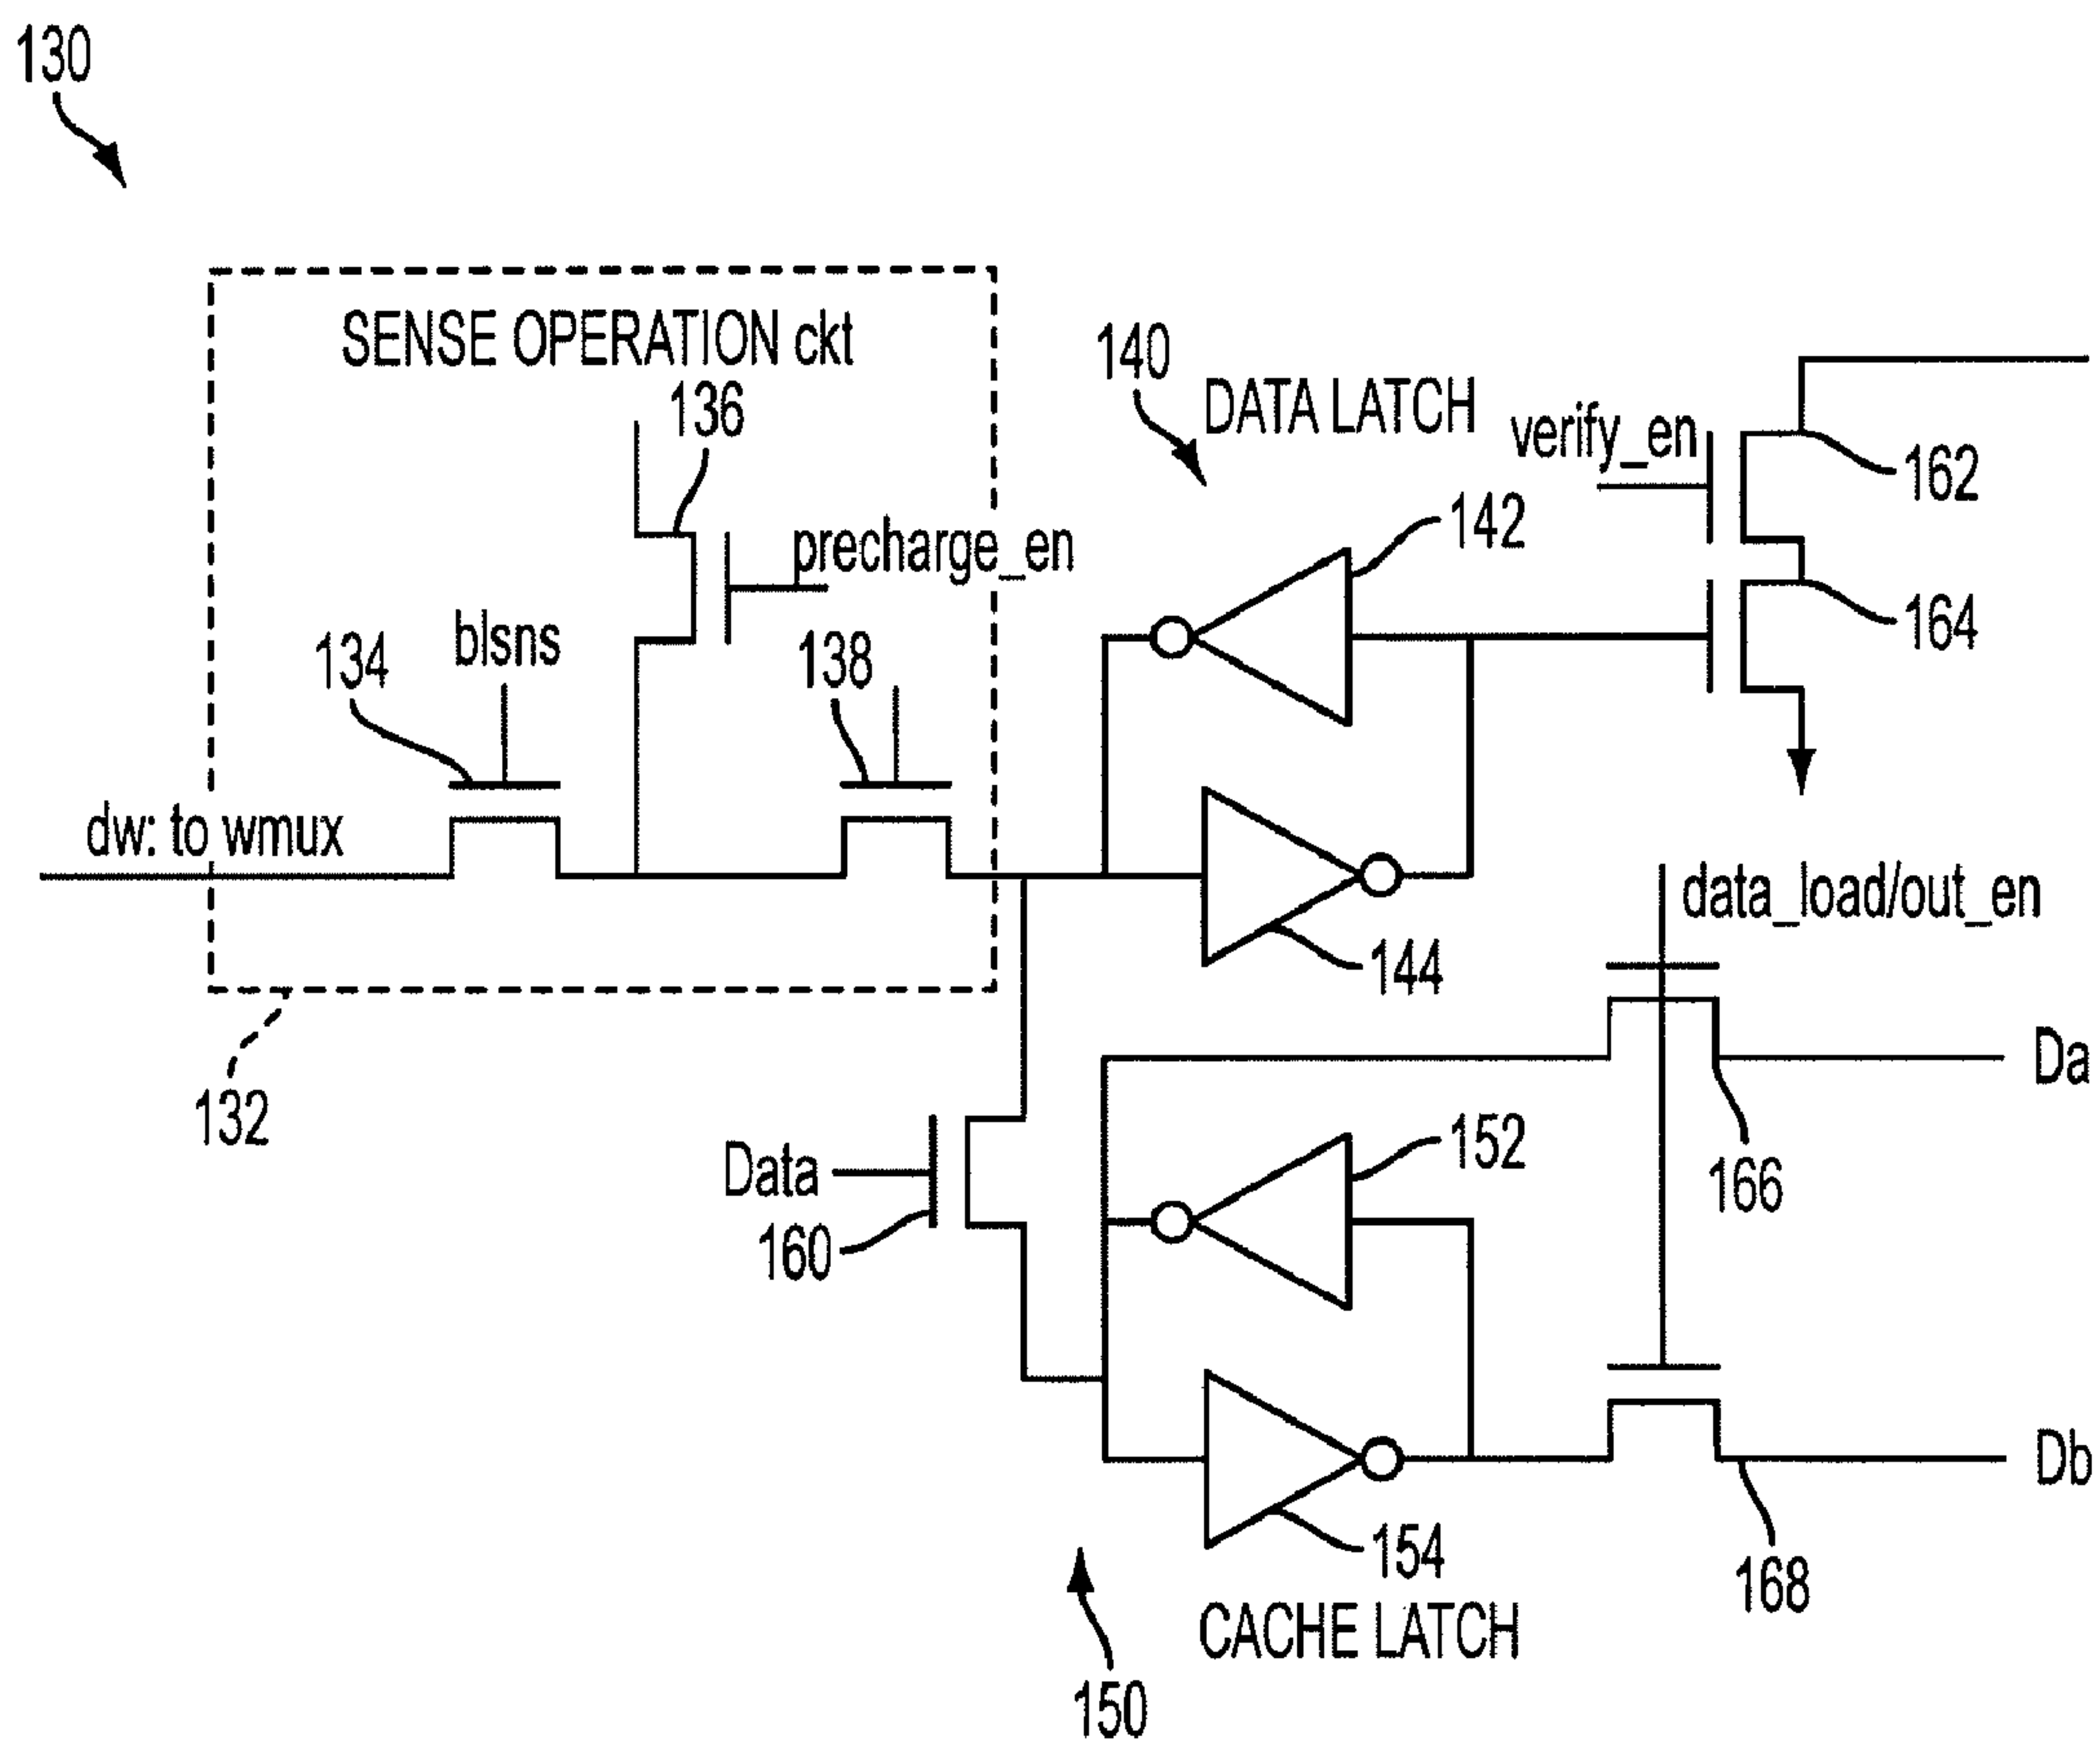 130
SENSE OPERATION ckt
136
140
DATA LATCH
verify_en
162
142
precharge_en
164
blsns
134
138
dw: to wmux
data_load/out_en
144
Da
132
Data
152
166
160
Db
154
168
CACHE LATCH
150